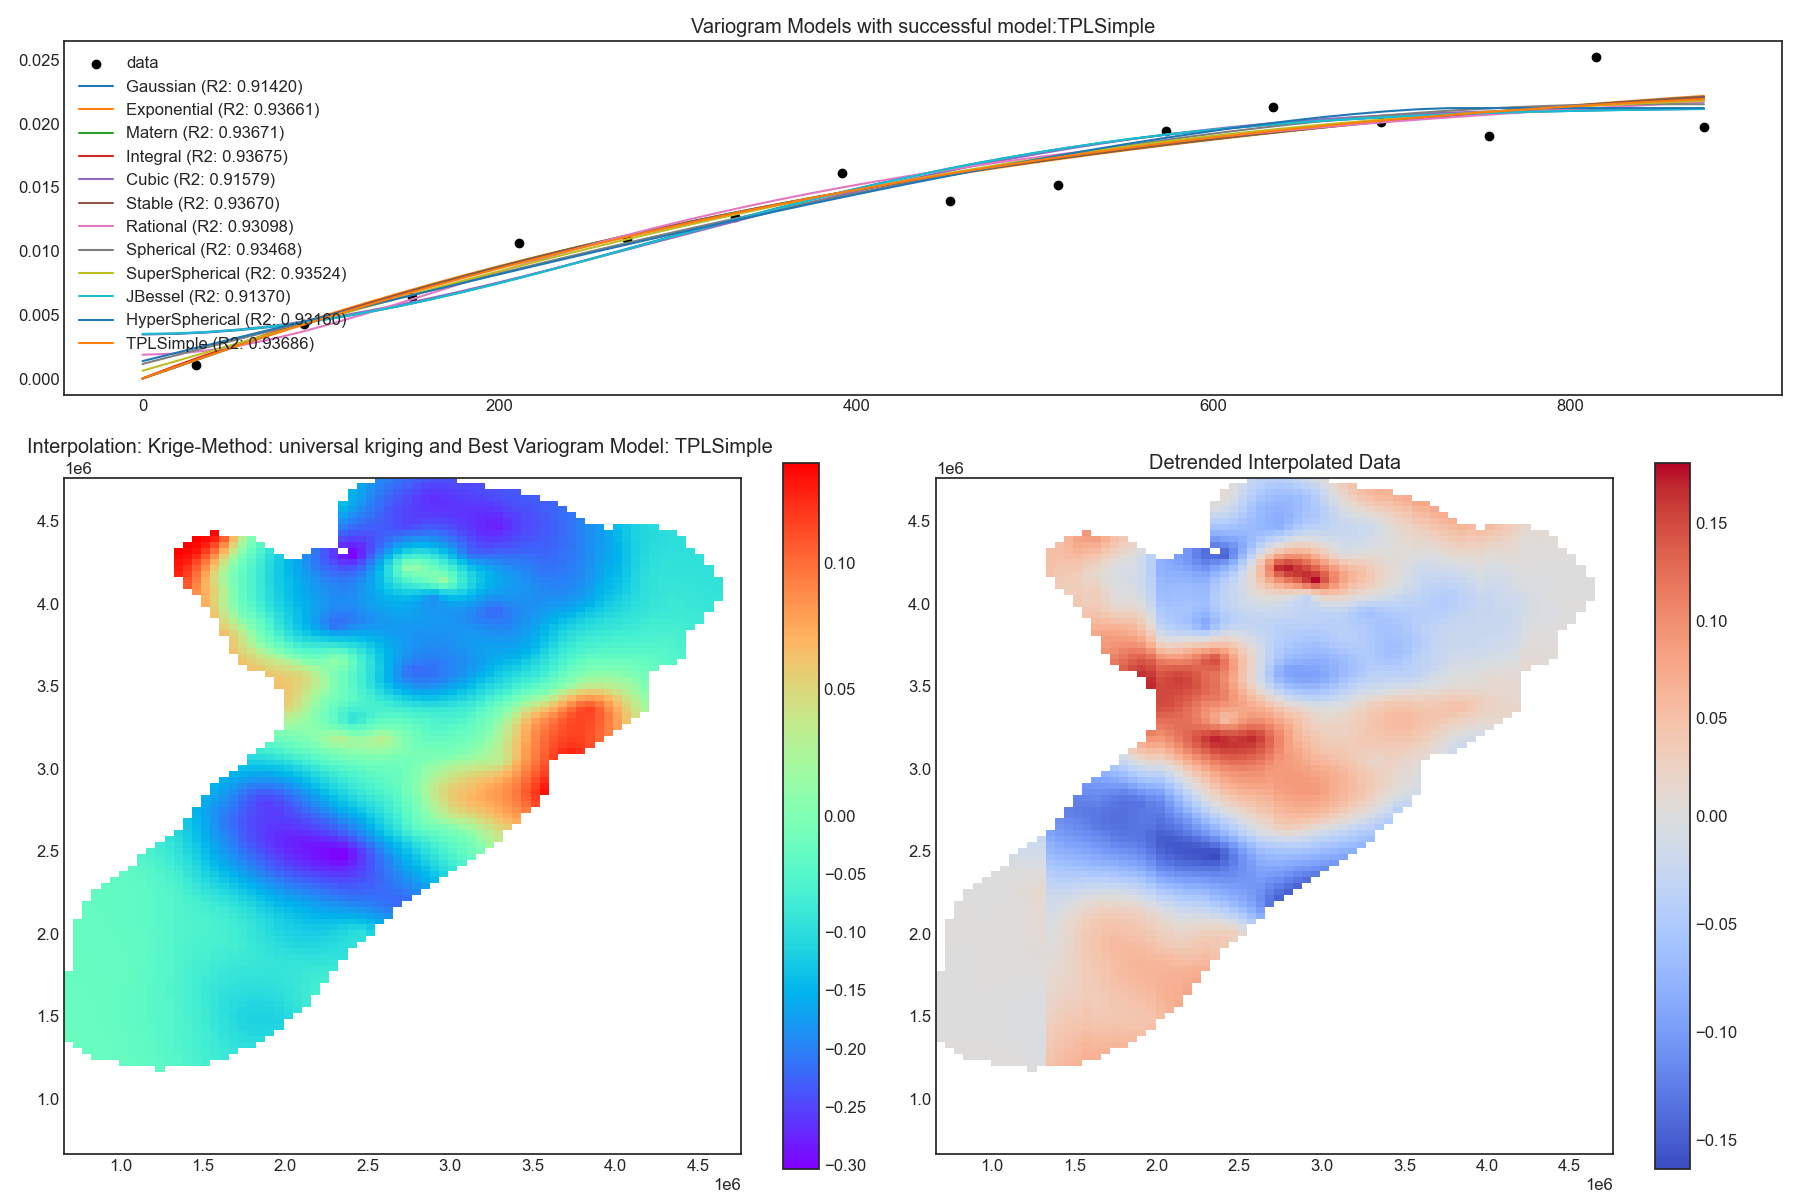 Variogram Models with successful model:TPLSimple
0.025
0.020
0.015
0.010
0.005
0.000
data
Gaussian (R2: 0.91420)
Exponential (R2: 0.93661)
Matern (R2: 0.93671)
Integral (R2: 0.93675)
Cubic (R2: 0.91579)
Stable (R2: 0.93670)
Rational (R2: 0.93098)
Spherical (R2: 0.93468)
SuperSpherical (R2: 0.93524)
JBessel (R2: 0.91370)
HyperSpherical (R2: 0.93160)
TPLSimple (R2: 0.93686)
0 200 400 600 800
Interpolation: Krige-Method: universal kriging and Best Variogram Model: TPLSimple
1e6
4.5
4.0
3.5
3.0
2.5
2.0
1.5
1.0
1.0 1.5 2.0 2.5 3.0 3.5 4.0 4.5
1e6
0.10
0.05
0.00
−0.05
−0.10
−0.15
−0.20
−0.25
−0.30
Detrended Interpolated Data
1e6
4.5
4.0
3.5
3.0
2.5
2.0
1.5
1.0
1.0 1.5 2.0 2.5 3.0 3.5 4.0 4.5
1e6
0.15
0.10
0.05
0.00
−0.05
−0.10
−0.15